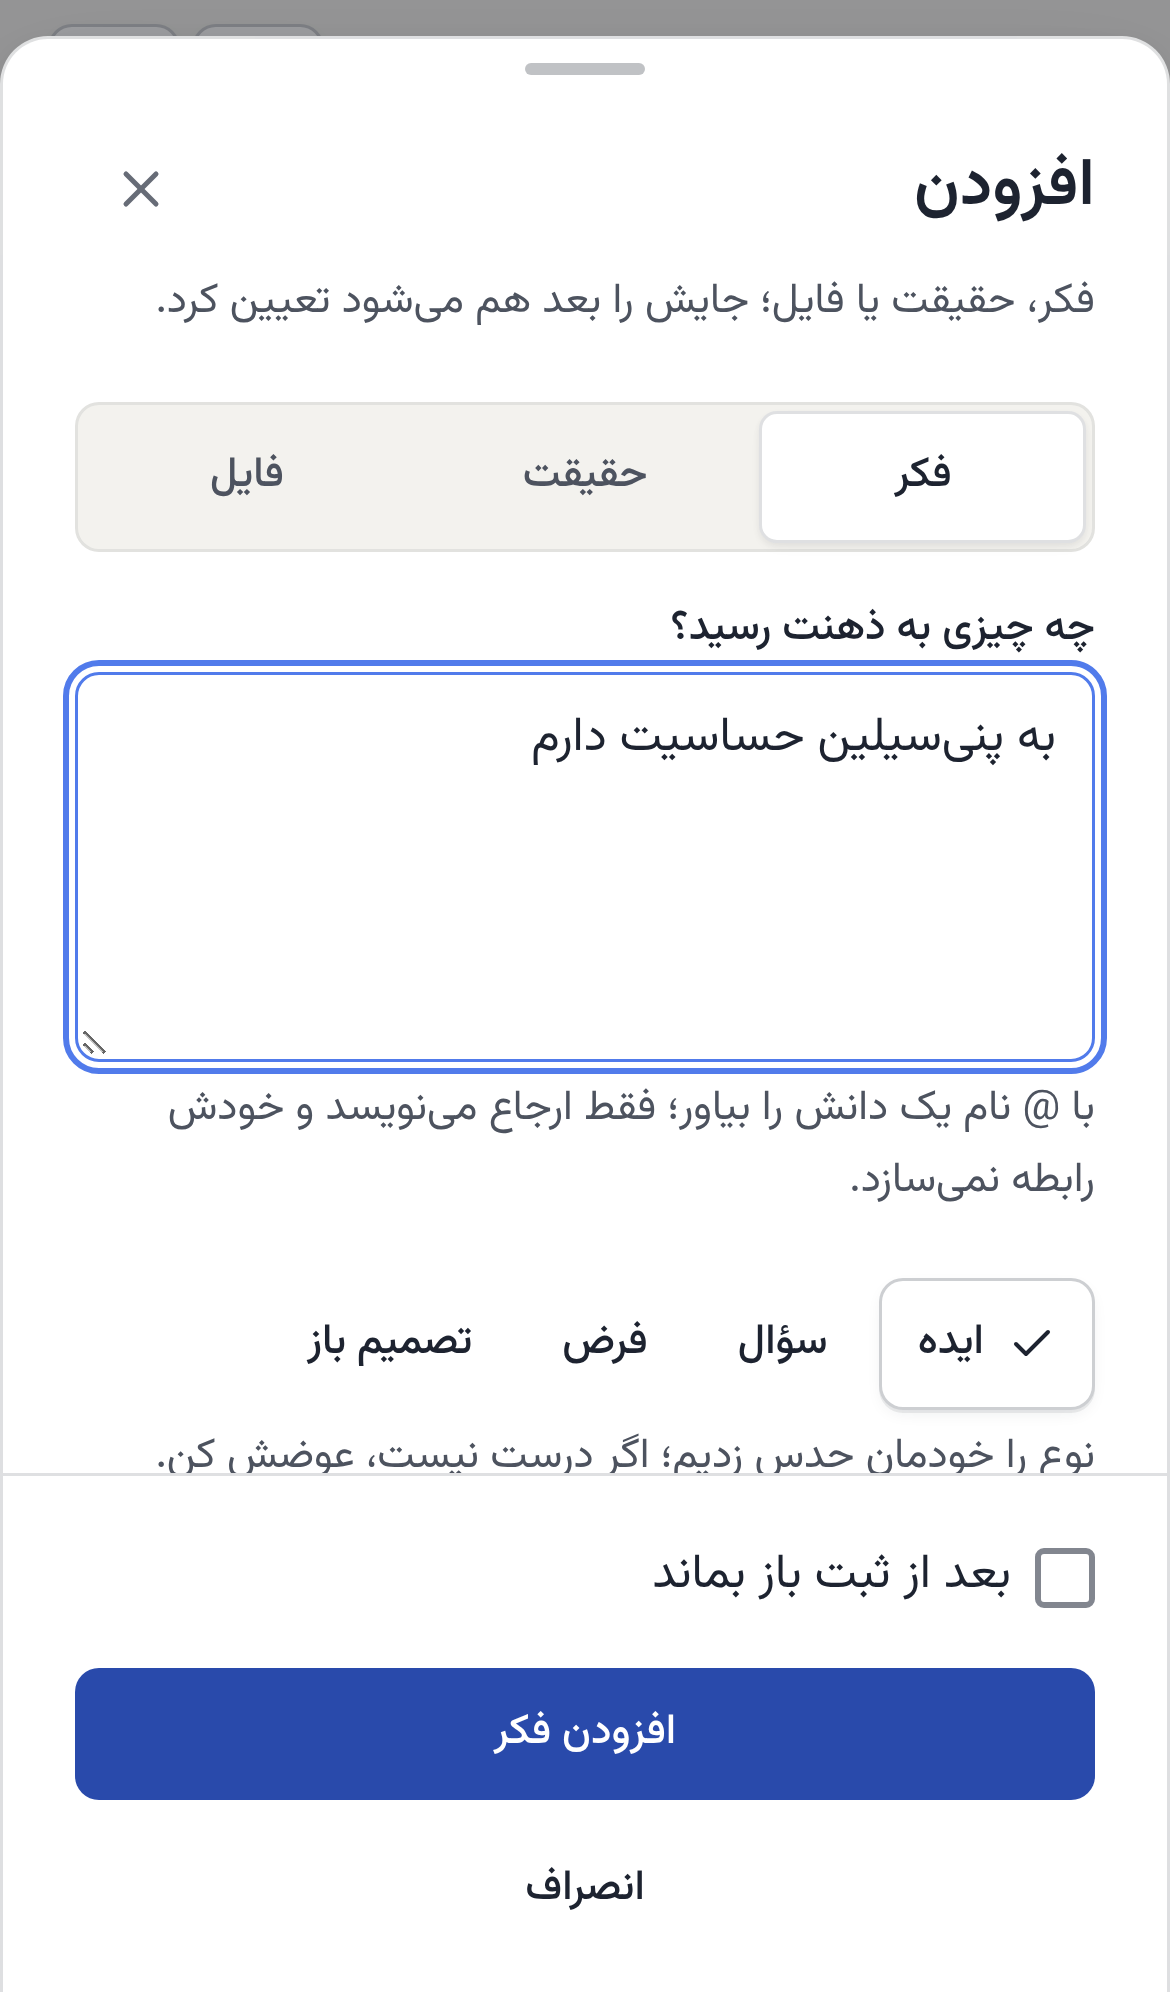 افزودن
فکر، حقیقت یا فایل؛ جایش را بعد هم می‌شود تعیین کرد.
فکر
حقیقت
فایل
چه چیزی به ذهنت رسید؟
به پنی‌سیلین حساسیت دارم
با @ نام یک دانش را بیاور؛ فقط ارجاع می‌نویسد و خودش
رابطه نمی‌سازد.
ایده
سؤال
فرض
تصمیم باز
نوع را خودمان حدس زدیم؛ اگر درست نیست، عوضش کن.
بعد از ثبت باز بماند
افزودن فکر
انصراف